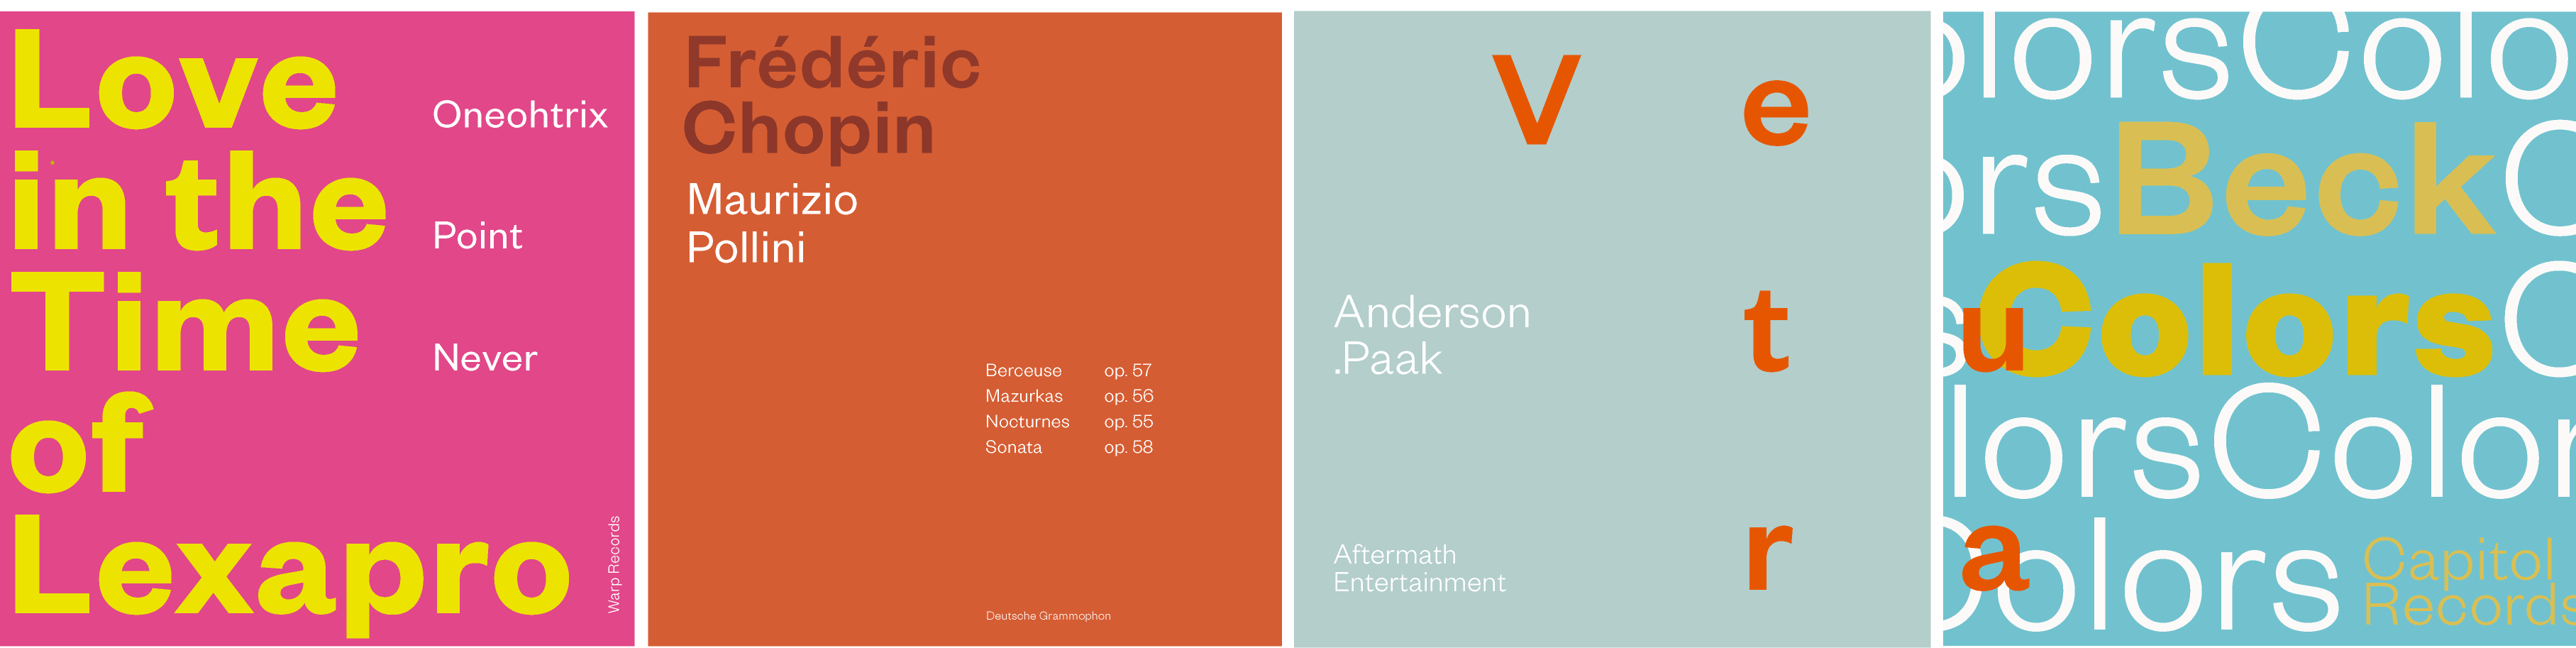 Love
in the
Time
of
Lexapro
Oneohtrix
Point
Never
Warp Records
Frédéric
Chopin
Maurizio
Pollini
Berceuse op. 57
Mazurkas op. 56
Nocturnes op. 55
Sonata op. 58
Deutsche Grammophon
V e
t u
r a
Anderson
.Paak
Aftermath
Entertainment
olorsColo
orsBeckC
sColorsC
lorsColor
Colors
Capitol
Records